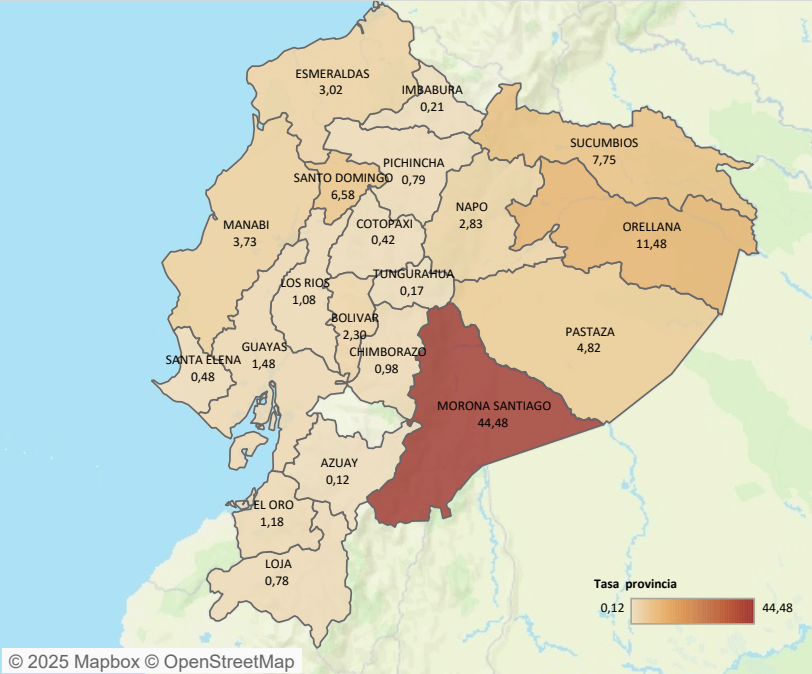 ESMERALDAS
3,02
IMBABURA
0,21
SUCUMBIOS
7,75
PICHINCHA
0,79
SANTO DOMINGO
6,58
NAPO
2,83
MANABI
3,73
COTOPAXI
0,42
ORELLANA
11,48
TUNGURAHUA
0,17
LOS RIOS
1,08
BOLIVAR
2,30
PASTAZA
4,82
GUAYAS
1,48
CHIMBORAZO
0,98
SANTA ELENA
0,48
MORONA SANTIAGO
44,48
AZUAY
0,12
EL ORO
1,18
LOJA
0,78
Tasa provincia
0,12 44,48
© 2025 Mapbox © OpenStreetMap